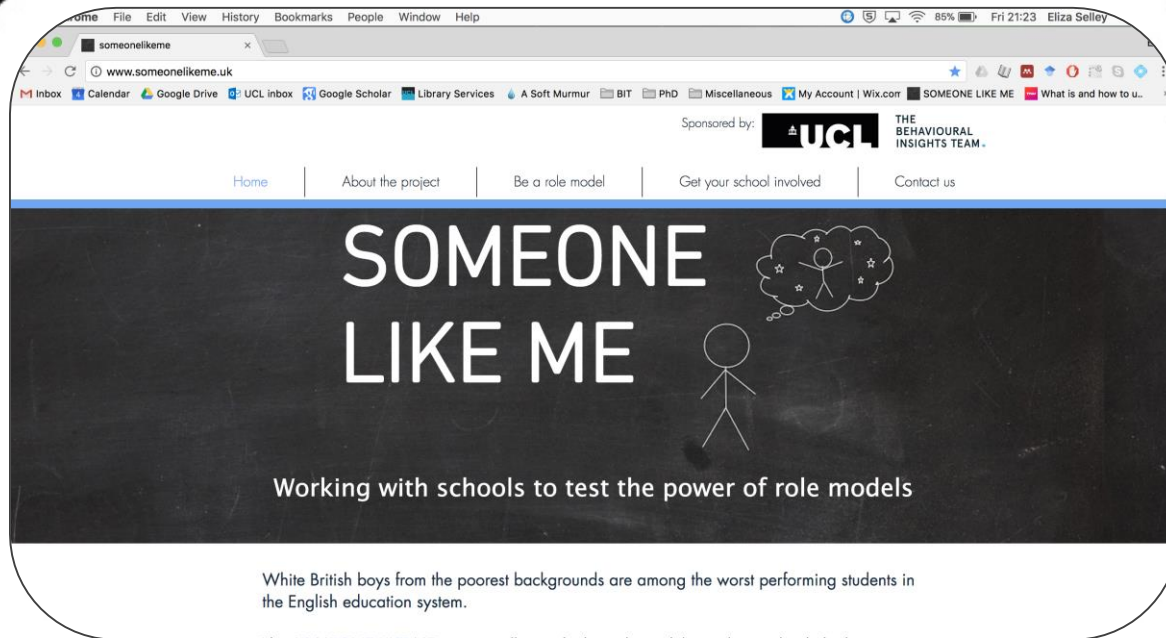 ome File Edit View History Bookmarks People Window Help 85% Fri 21:23 Eliza Selley
someonelikeme
www.someonelikeme.uk
Inbox Calendar Google Drive UCL inbox Google Scholar Library Services A Soft Murmur BIT PhD Miscellaneous My Account | Wix.com SOMEONE LIKE ME What is and how to u..
Sponsored by: UCL THE
BEHAVIOURAL
INSIGHTS TEAM.
Home About the project Be a role model Get your school involved Contact us
SOMEONE
LIKE ME
Working with schools to test the power of role models
White British boys from the poorest backgrounds are among the worst performing students in
the English education system.